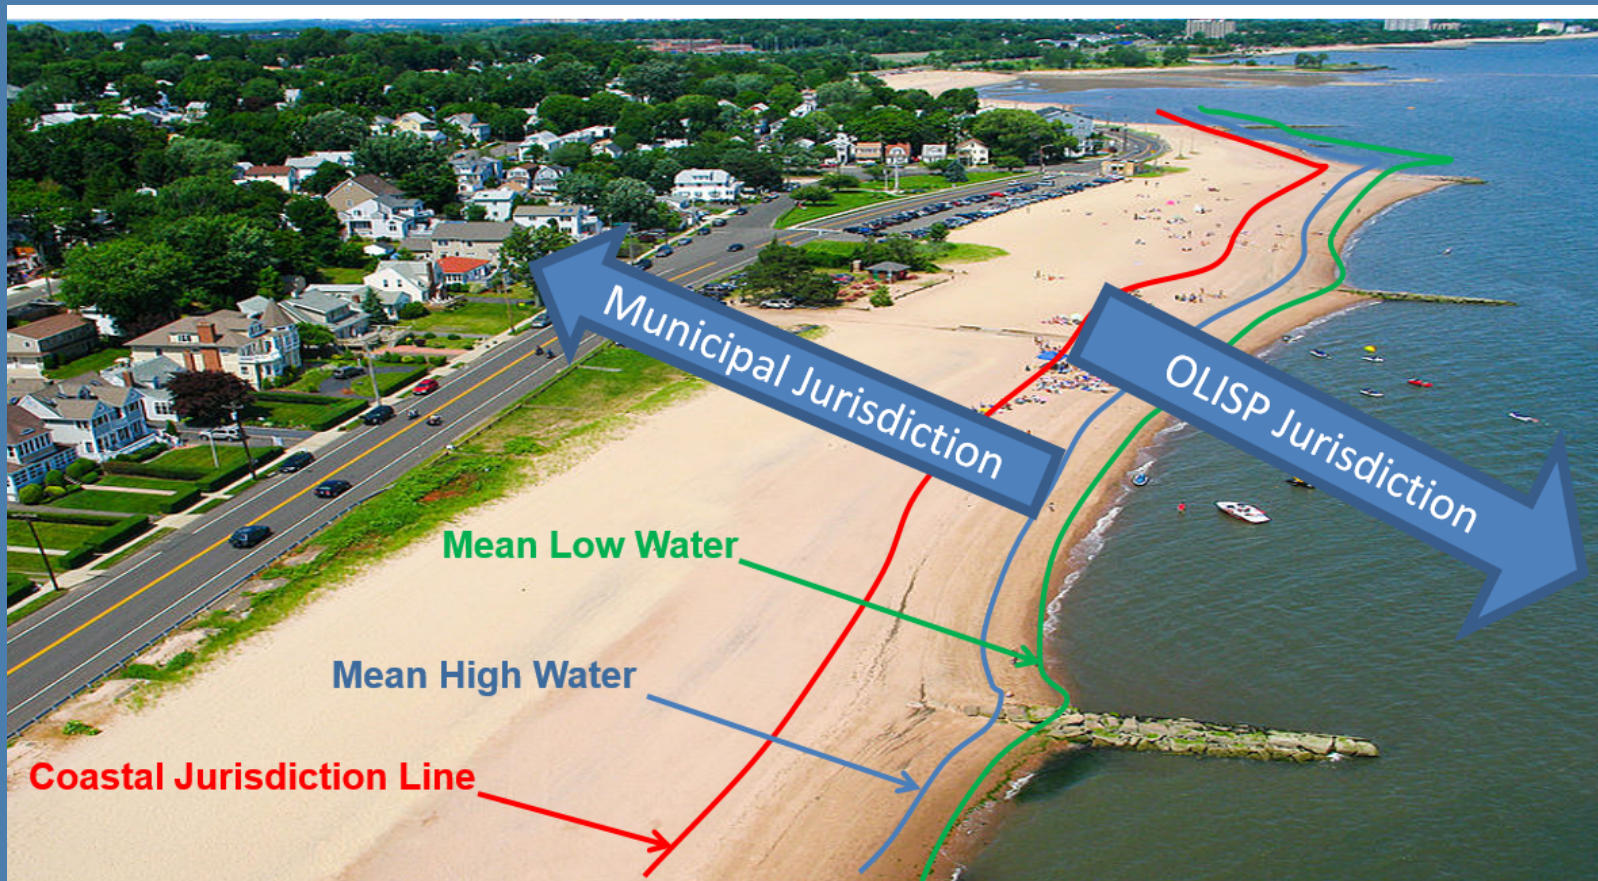 Municipal Jurisdiction
OLISP Jurisdiction
Mean Low Water
Mean High Water
Coastal Jurisdiction Line